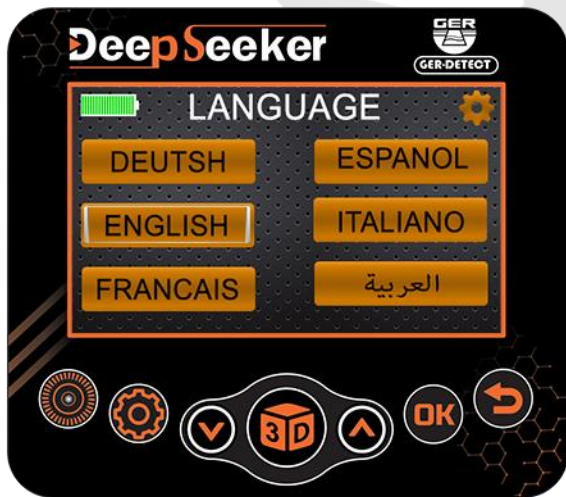 Deep Seeker
GER
GER-DETECT
LANGUAGE
DEUTSH
ESPANOL
ENGLISH
ITALIANO
FRANCAIS
العربية
3D
OK